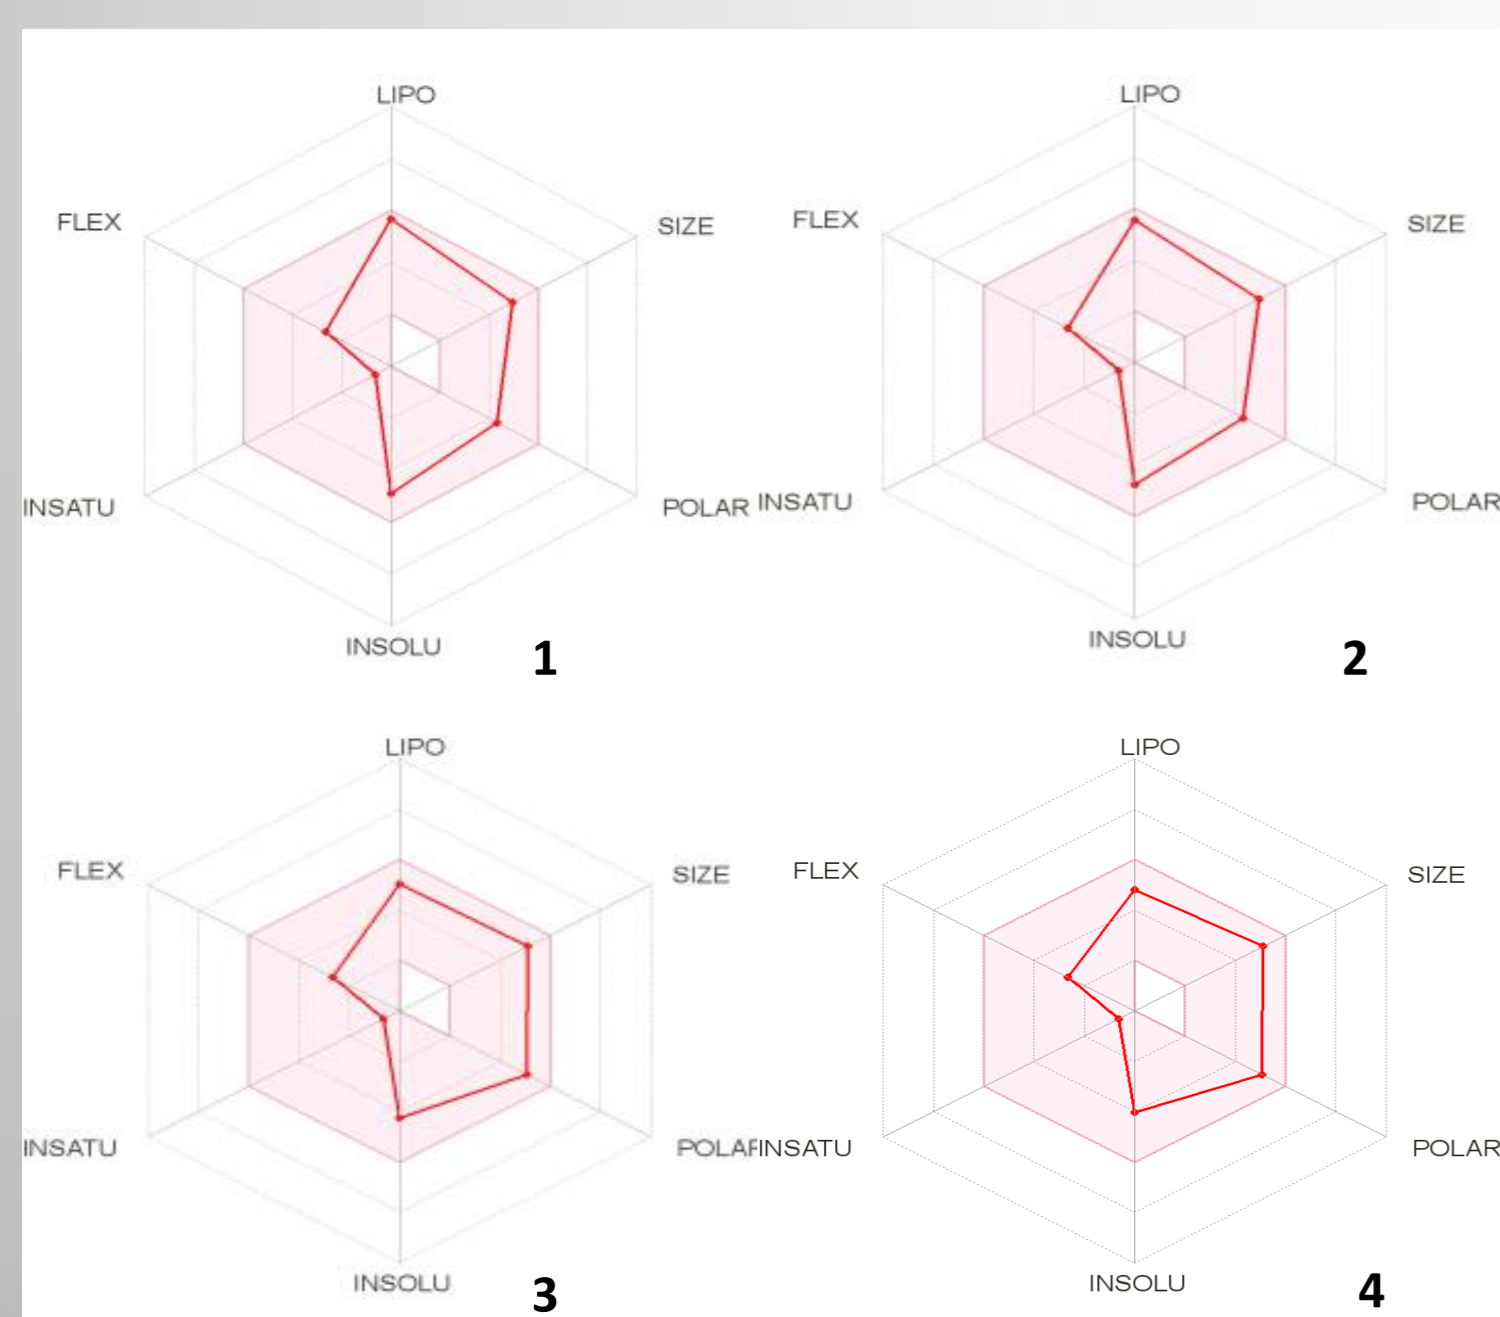 LIPO
LIPO
FLEX
SIZE
FLEX
SIZE
INSATU
POLAR
INSATU
POLAR
INSOLU
1
INSOLU
2
LIPO
LIPO
FLEX
SIZE
FLEX
SIZE
INSATU
POLAR
INSATU
POLAR
INSOLU
3
INSOLU
4